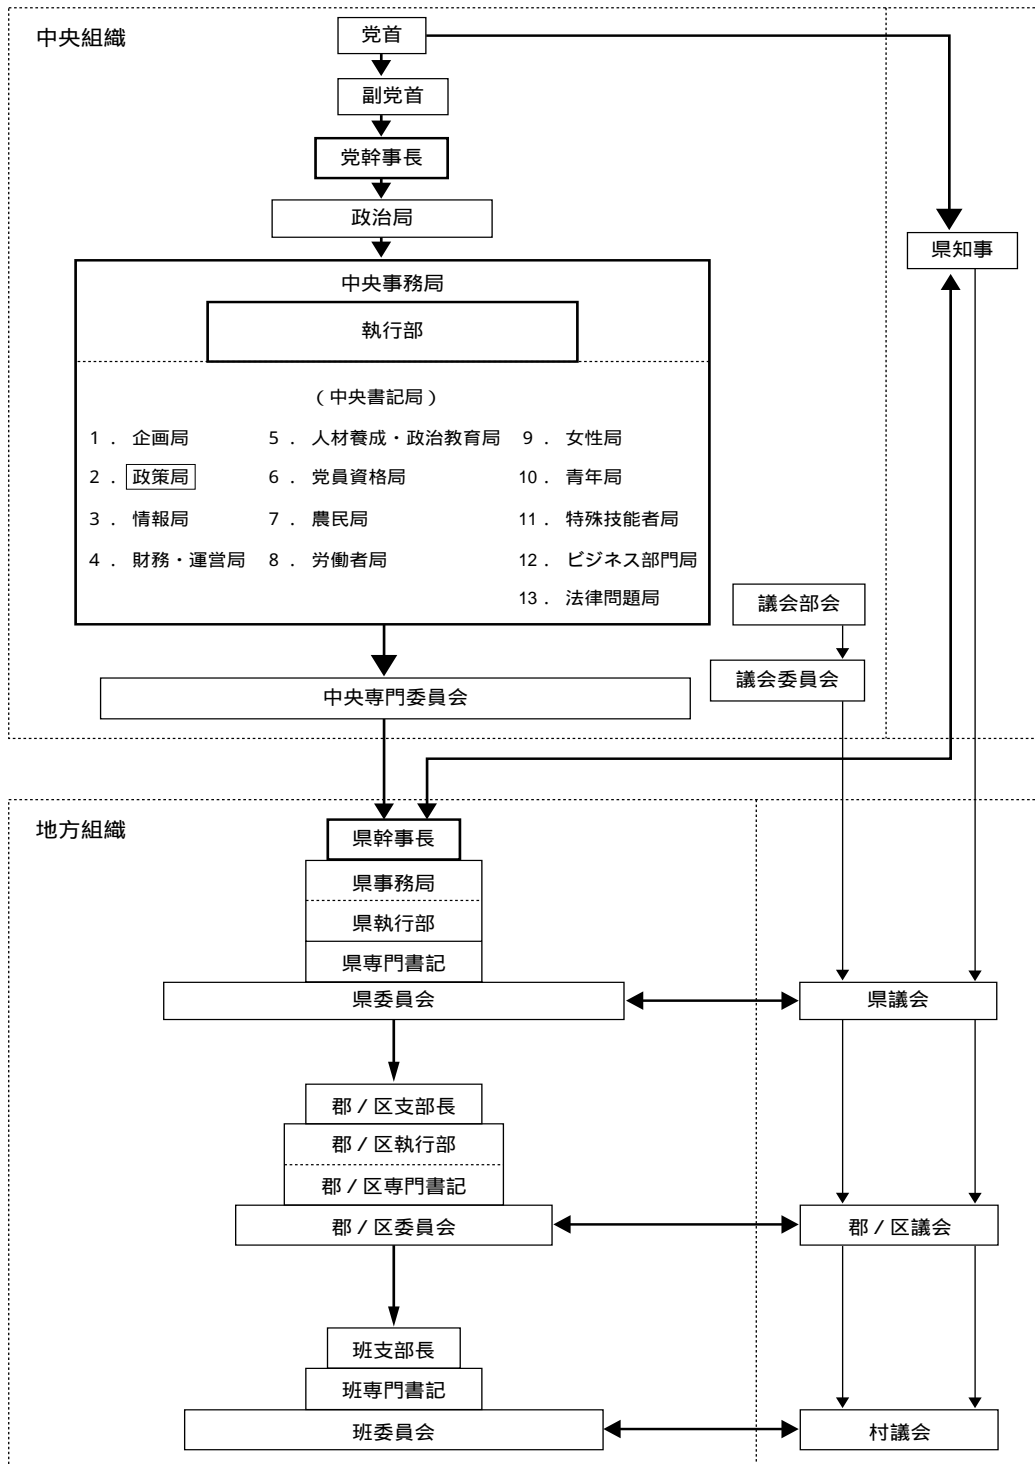 中央組織
党首
副党首
党幹事長
政治局
県知事
中央事務局
執行部
(中央書記局)
1. 企画局
2. 政策局
3. 情報局
4. 財務・運営局
5. 人材養成・政治教育局
6. 党員資格局
7. 農民局
8. 労働者局
9. 女性局
10. 青年局
11. 特殊技能者局
12. ビジネス部門局
13. 法律問題局
議会部会
議会委員会
中央専門委員会
地方組織
県幹事長
県事務局
県執行部
県専門書記
県委員会
県議会
郡/区支部長
郡/区執行部
郡/区専門書記
郡/区委員会
郡/区議会
班支部長
班専門書記
班委員会
村議会